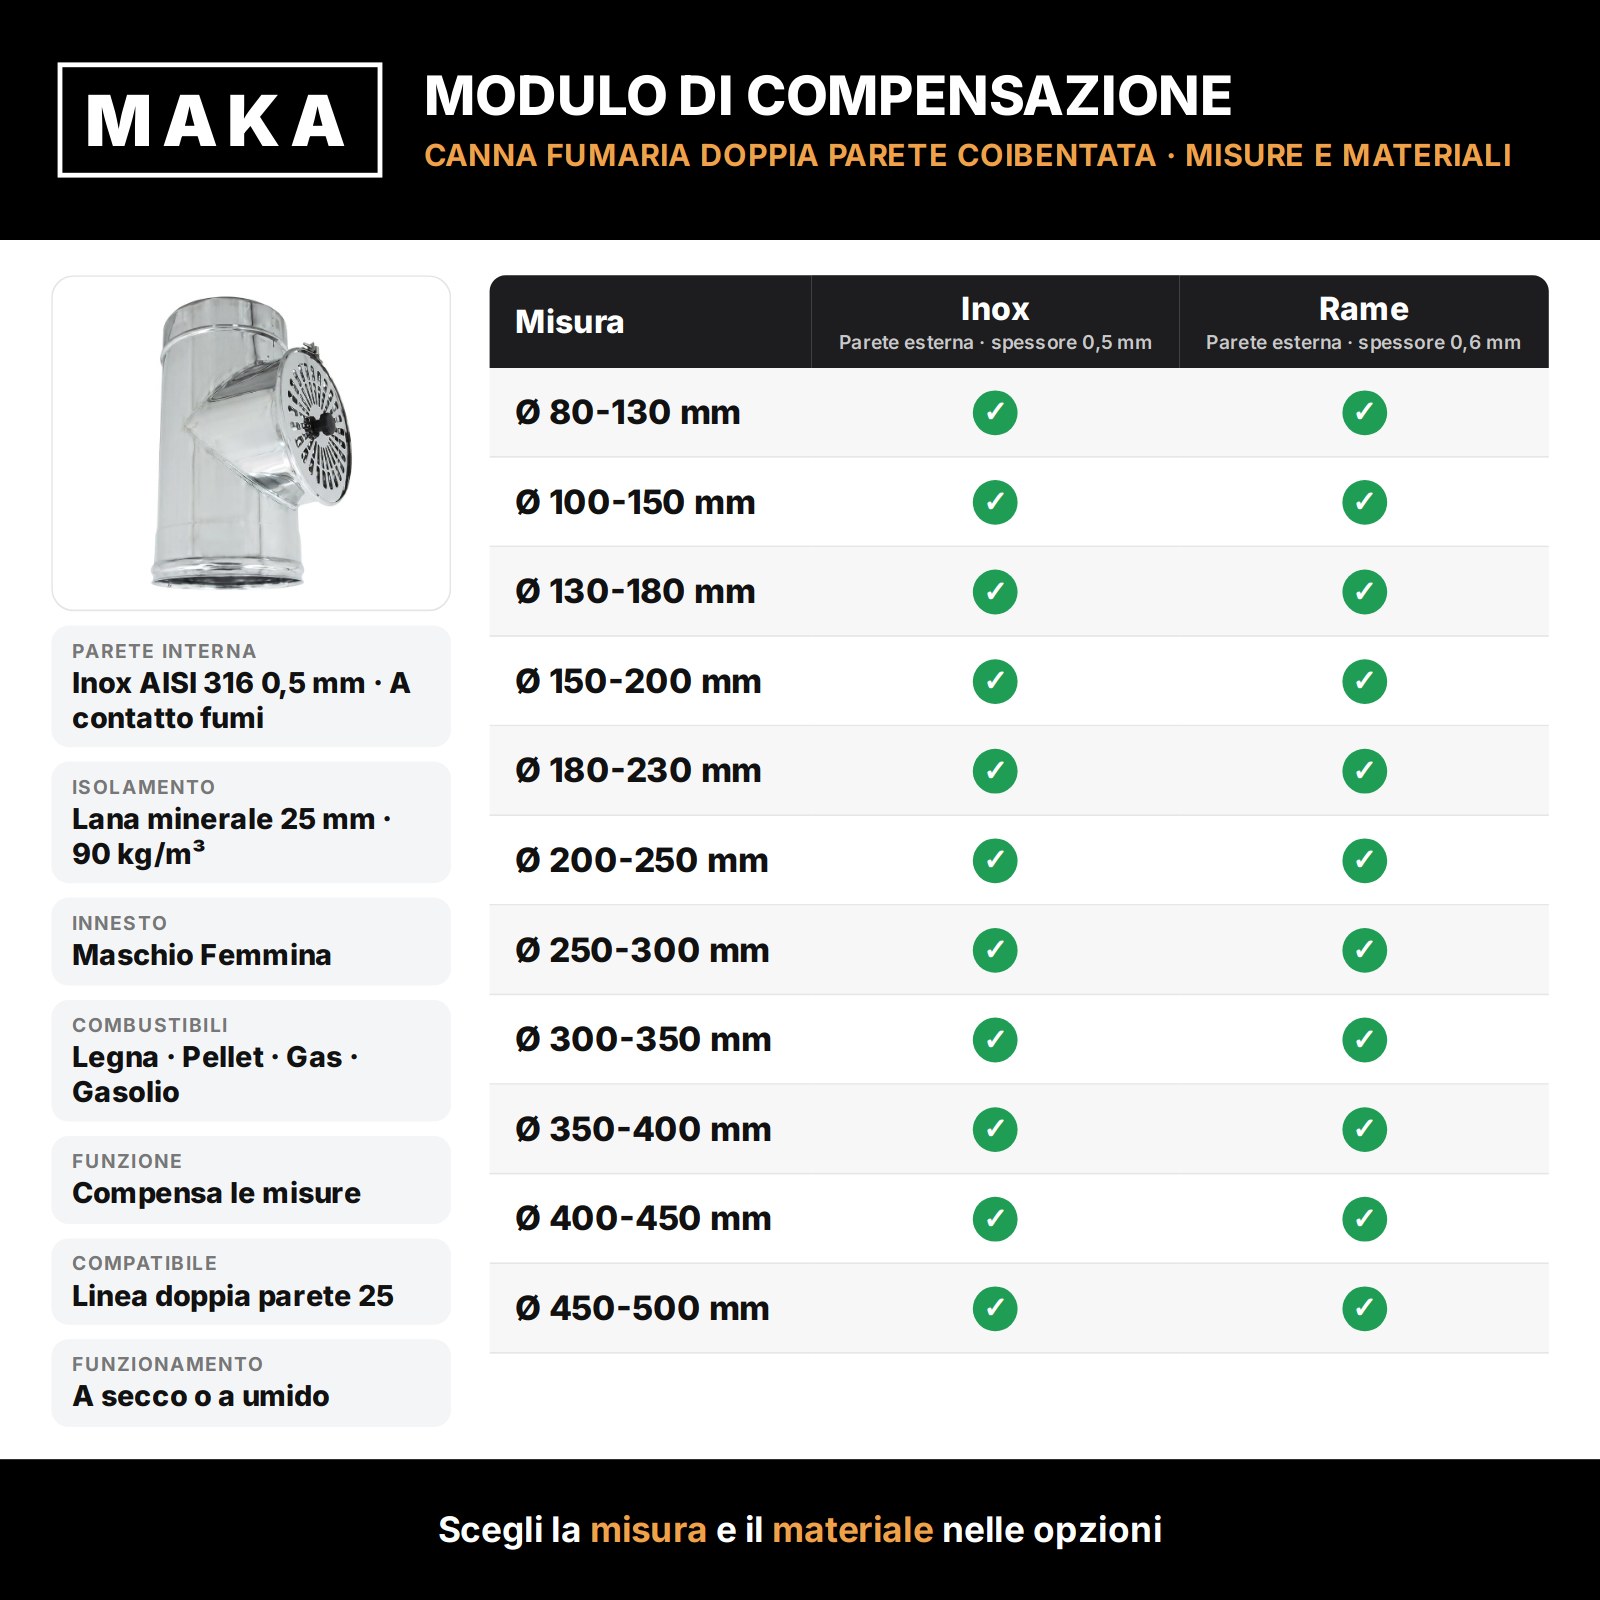 MAKA
MODULO DI COMPENSAZIONE
CANNA FUMARIA DOPPIA PARETE COIBENTATA · MISURE E MATERIALI
PARETE INTERNA
Inox AISI 316 0,5 mm · A
contatto fumi
ISOLAMENTO
Lana minerale 25 mm ·
90 kg/m³
INNESTO
Maschio Femmina
COMBUSTIBILI
Legna · Pellet · Gas ·
Gasolio
FUNZIONE
Compensa le misure
COMPATIBILE
Linea doppia parete 25
FUNZIONAMENTO
A secco o a umido
Misura
Inox
Parete esterna · spessore 0,5 mm
Rame
Parete esterna · spessore 0,6 mm
Ø 80-130 mm ✓ ✓
Ø 100-150 mm ✓ ✓
Ø 130-180 mm ✓ ✓
Ø 150-200 mm ✓ ✓
Ø 180-230 mm ✓ ✓
Ø 200-250 mm ✓ ✓
Ø 250-300 mm ✓ ✓
Ø 300-350 mm ✓ ✓
Ø 350-400 mm ✓ ✓
Ø 400-450 mm ✓ ✓
Ø 450-500 mm ✓ ✓
Scegli la misura e il materiale nelle opzioni